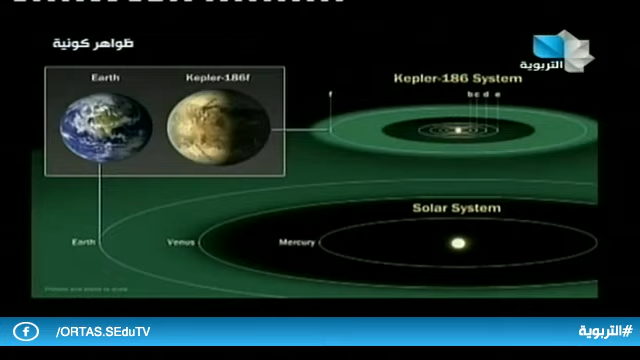 ظواهر كونية
التربوية
Earth
Kepler-186f
Kepler-186 System
f
b c d e
Solar System
Earth
Venus
Mercury
/ORTAS.SEduTV
#التربوية